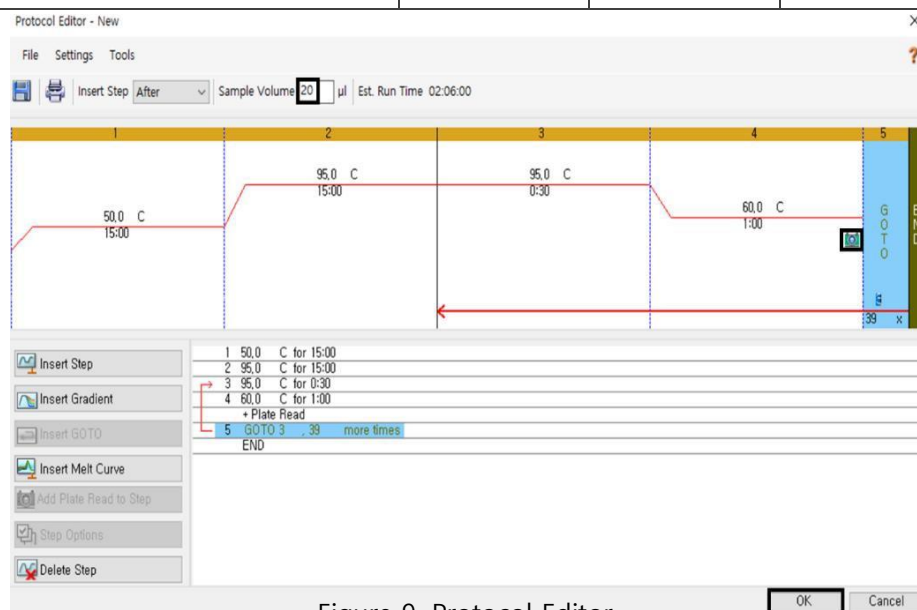 Protocol Editor - New
X
File Settings Tools
?
Insert Step After Sample Volume 20 µl Est. Run Time 02:06:00
1 2 3 4 5
95,0 C
15:00
95,0 C
0:30
50,0 C
15:00
60,0 C
1:00
GOTO
39 x
Insert Step
Insert Gradient
Insert GOTO
Insert Melt Curve
Add Plate Read to Step
Step Options
Delete Step
1 50,0 C for 15:00
2 95,0 C for 15:00
3 95,0 C for 0:30
4 60,0 C for 1:00
+ Plate Read
5 GOTO 3 , 39 more times
END
OK Cancel
Figure 9. Protocol Editor